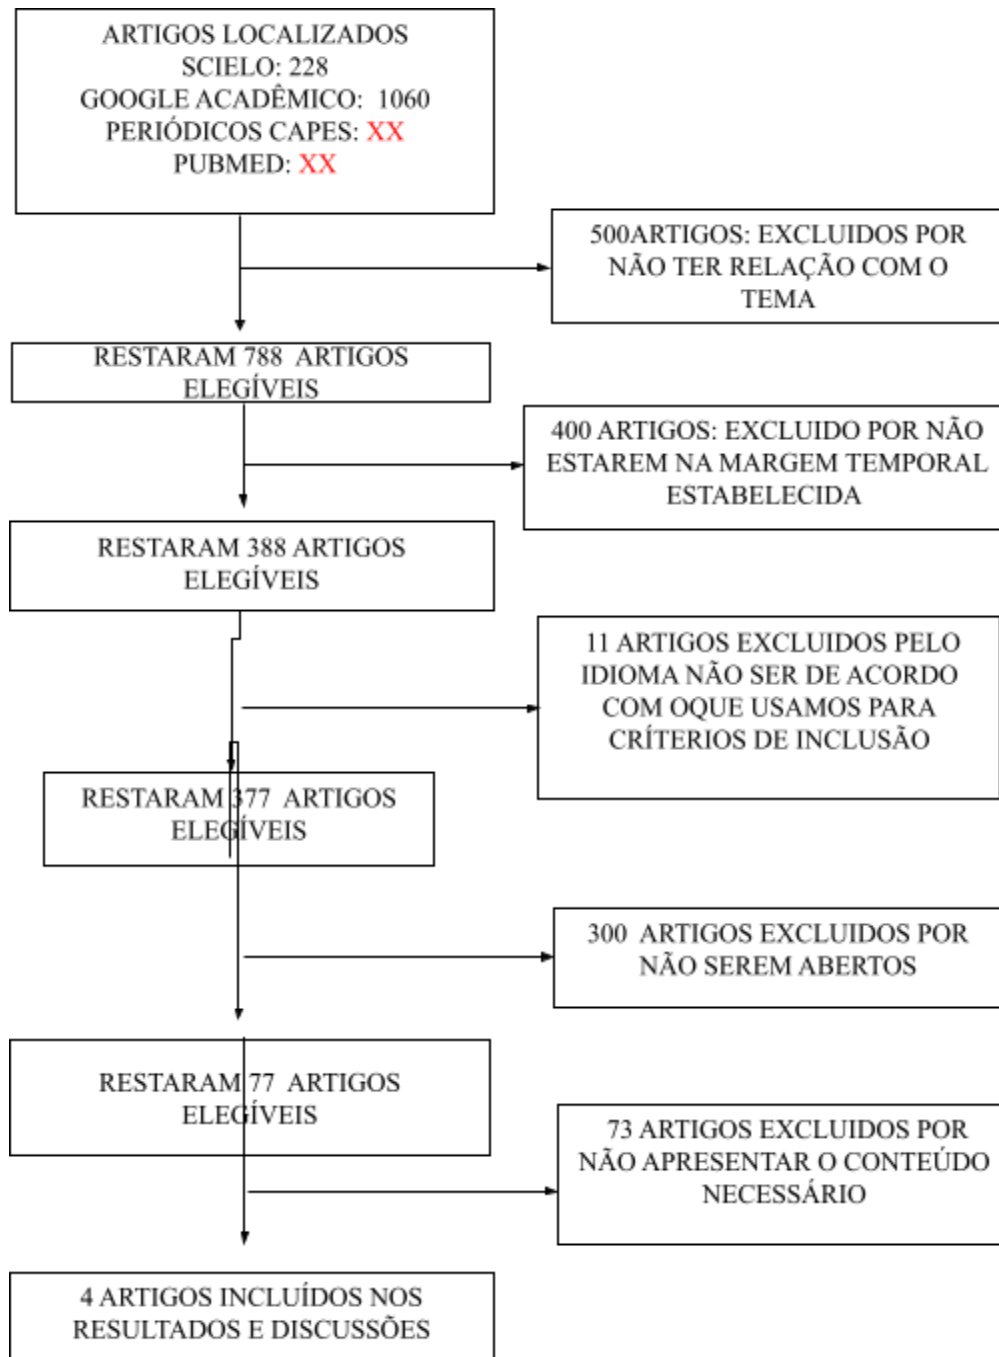 ARTIGOS LOCALIZADOS
SCIELO: 228
GOOGLE ACADÊMICO:  1060
PERIÓDICOS CAPES: XX
PUBMED: XX
500ARTIGOS: EXCLUIDOS POR
NÃO TER RELAÇÃO COM O
TEMA
RESTARAM 788  ARTIGOS
ELEGÍVEIS
400 ARTIGOS: EXCLUIDO POR NÃO
ESTAREM NA MARGEM TEMPORAL
ESTABELECIDA
RESTARAM 388 ARTIGOS
ELEGÍVEIS
11 ARTIGOS EXCLUIDOS PELO
IDIOMA NÃO SER DE ACORDO
COM OQUE USAMOS PARA
CRÍTERIOS DE INCLUSÃO
RESTARAM 377  ARTIGOS
ELEGÍVEIS
300  ARTIGOS EXCLUIDOS POR
NÃO SEREM ABERTOS
RESTARAM 77  ARTIGOS
ELEGÍVEIS
73 ARTIGOS EXCLUIDOS POR
NÃO APRESENTAR O CONTEÚDO
NECESSÁRIO
4 ARTIGOS INCLUÍDOS NOS
RESULTADOS E DISCUSSÕES